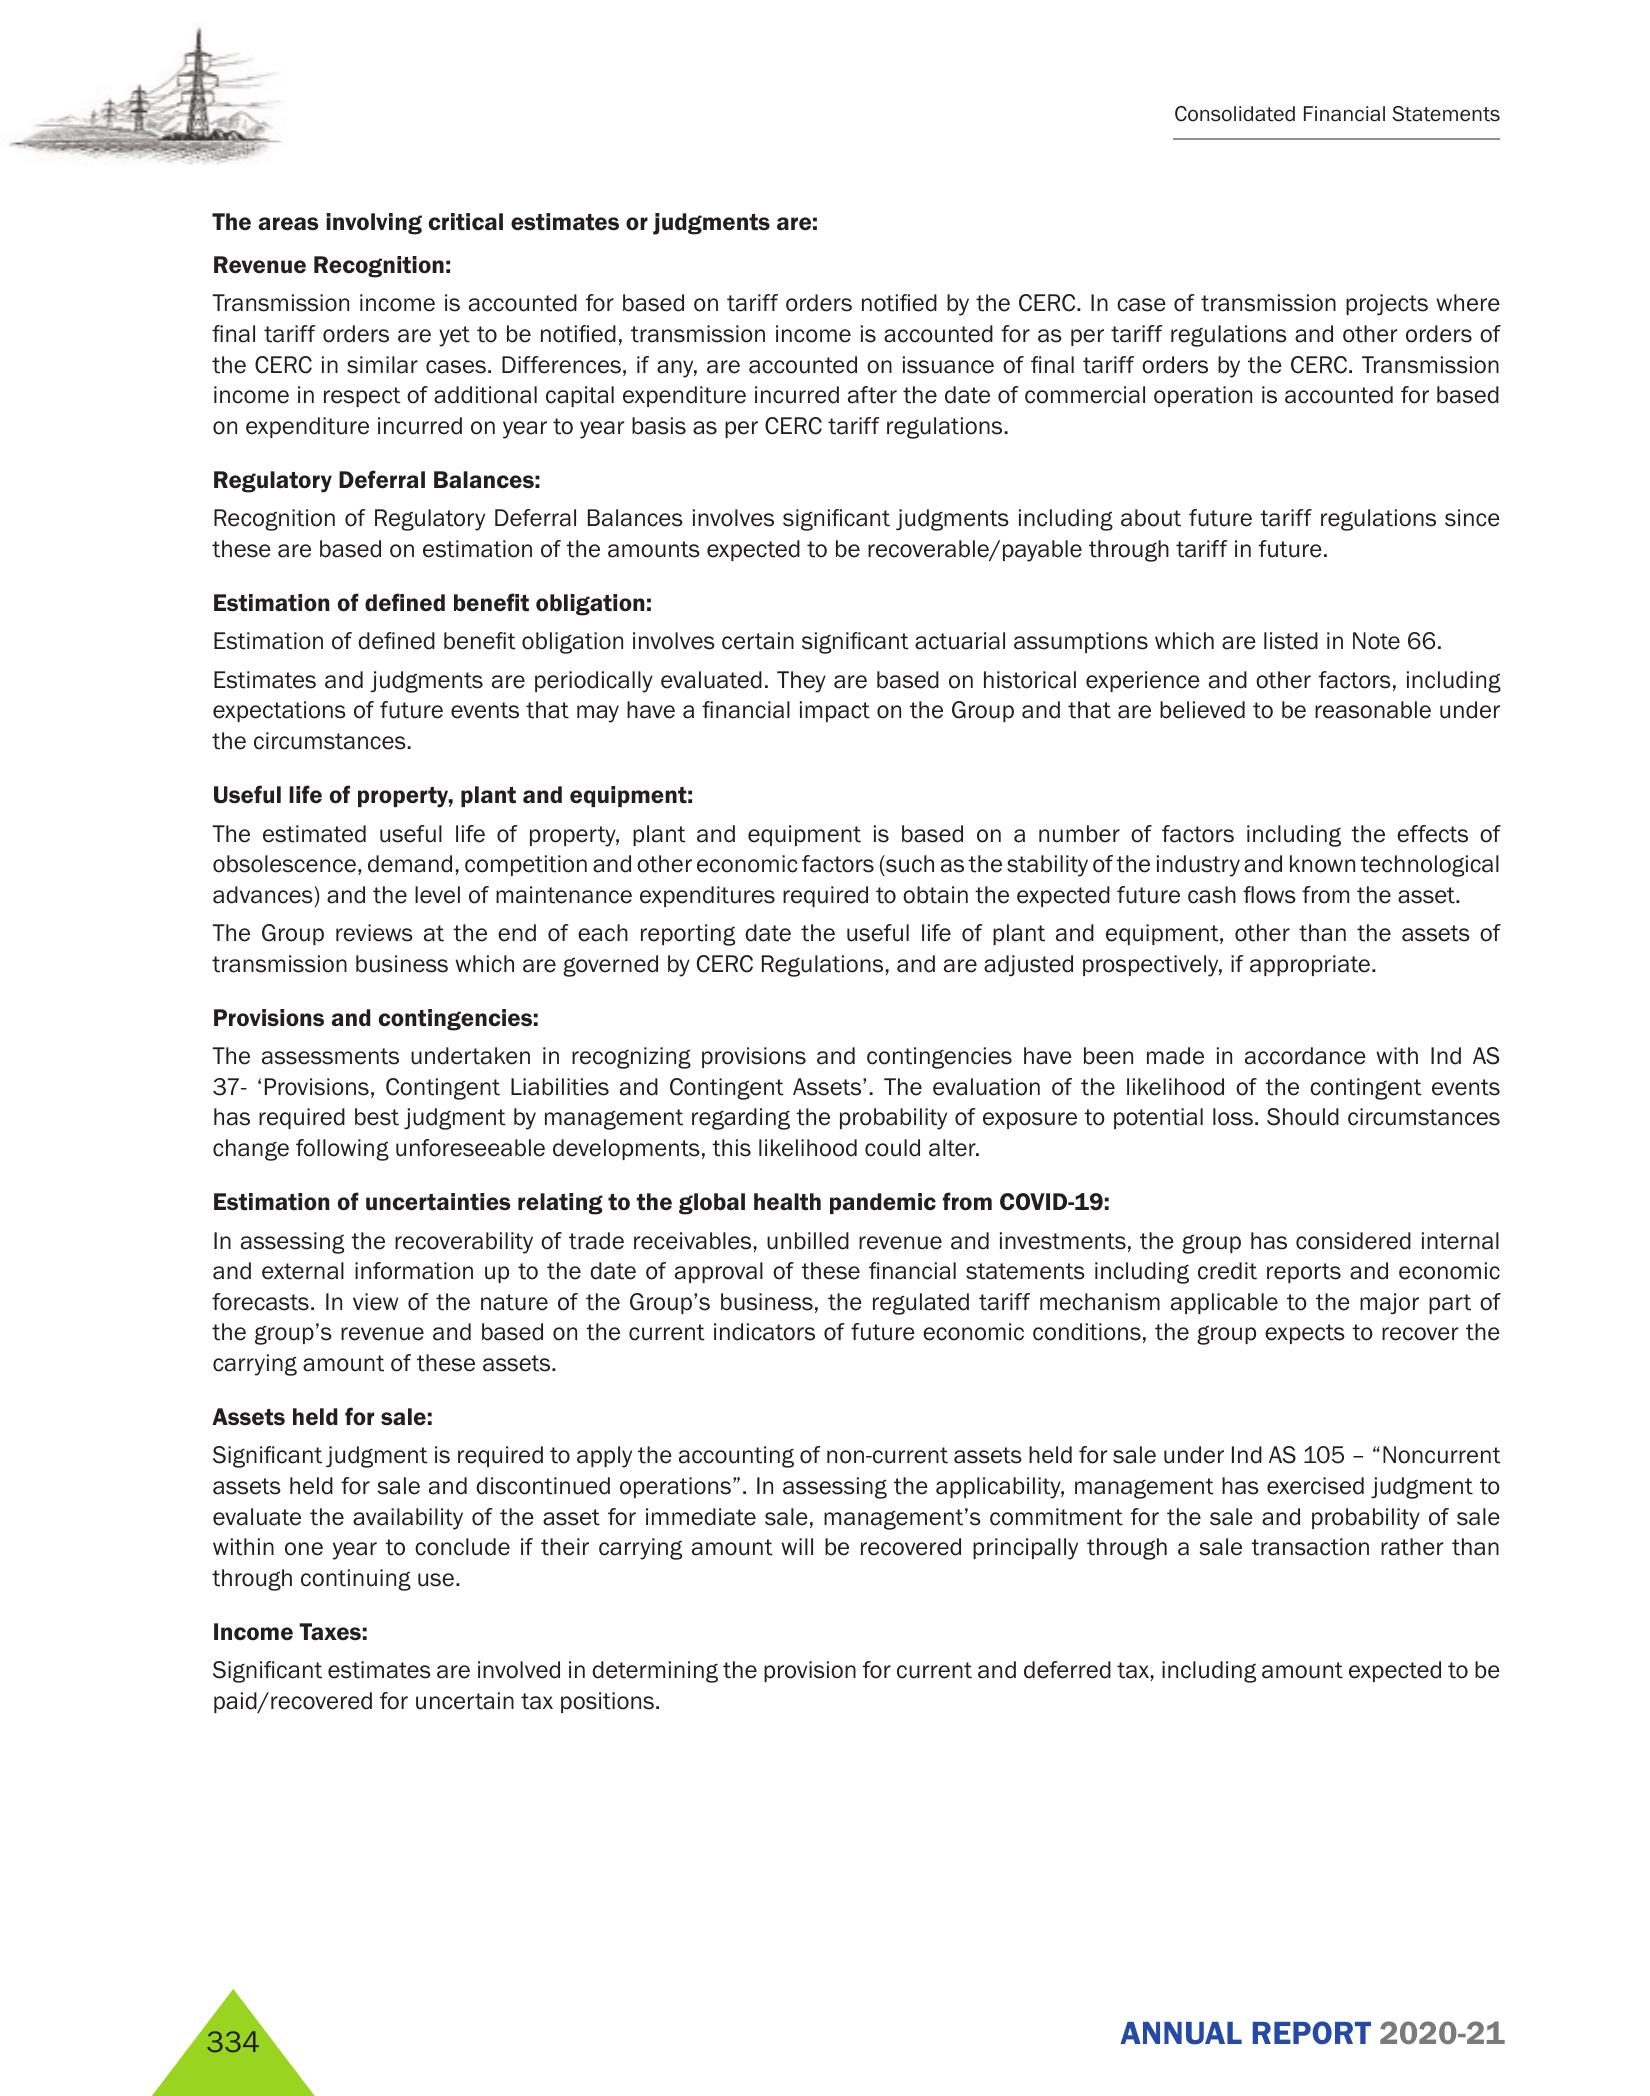 Consolidated Financial Statements
The areas involving critical estimates or judgments are:
Revenue Recognition:
Transmission income is accounted for based on tariff orders notified by the CERC. In case of transmission projects where
final tariff orders are yet to be notified, transmission income is accounted for as per tariff regulations and other orders of
the CERC in similar cases. Differences, if any, are accounted on issuance of final tariff orders by the CERC. Transmission
income in respect of additional capital expenditure incurred after the date of commercial operation is accounted for based
on expenditure incurred on year to year basis as per CERC tariff regulations.
Regulatory Deferral Balances:
Recognition of Regulatory Deferral Balances involves significant judgments including about future tariff regulations since
these are based on estimation of the amounts expected to be recoverable/payable through tariff in future.
Estimation of defined benefit obligation:
Estimation of defined benefit obligation involves certain significant actuarial assumptions which are listed in Note 66.
Estimates and judgments are periodically evaluated. They are based on historical experience and other factors, including
expectations of future events that may have a financial impact on the Group and that are believed to be reasonable under
the circumstances.
Useful life of property, plant and equipment:
The estimated useful life of property, plant and equipment is based on a number of factors including the effects of
obsolescence, demand, competition and other economic factors (such as the stability of the industry and known technological
advances) and the level of maintenance expenditures required to obtain the expected future cash flows from the asset.
The Group reviews at the end of each reporting date the useful life of plant and equipment, other than the assets of
transmission business which are governed by CERC Regulations, and are adjusted prospectively, if appropriate.
Provisions and contingencies:
The assessments undertaken in recognizing provisions and contingencies have been made in accordance with Ind AS
37- ‘Provisions, Contingent Liabilities and Contingent Assets’. The evaluation of the likelihood of the contingent events
has required best judgment by management regarding the probability of exposure to potential loss. Should circumstances
change following unforeseeable developments, this likelihood could alter.
Estimation of uncertainties relating to the global health pandemic from COVID-19:
In assessing the recoverability of trade receivables, unbilled revenue and investments, the group has considered internal
and external information up to the date of approval of these financial statements including credit reports and economic
forecasts. In view of the nature of the Group’s business, the regulated tariff mechanism applicable to the major part of
the group’s revenue and based on the current indicators of future economic conditions, the group expects to recover the
carrying amount of these assets.
Assets held for sale:
Significant judgment is required to apply the accounting of non-current assets held for sale under Ind AS 105 – “Noncurrent
assets held for sale and discontinued operations”. In assessing the applicability, management has exercised judgment to
evaluate the availability of the asset for immediate sale, management’s commitment for the sale and probability of sale
within one year to conclude if their carrying amount will be recovered principally through a sale transaction rather than
through continuing use.
Income Taxes:
Significant estimates are involved in determining the provision for current and deferred tax, including amount expected to be
paid/recovered for uncertain tax positions.
334
ANNUAL REPORT 2020-21